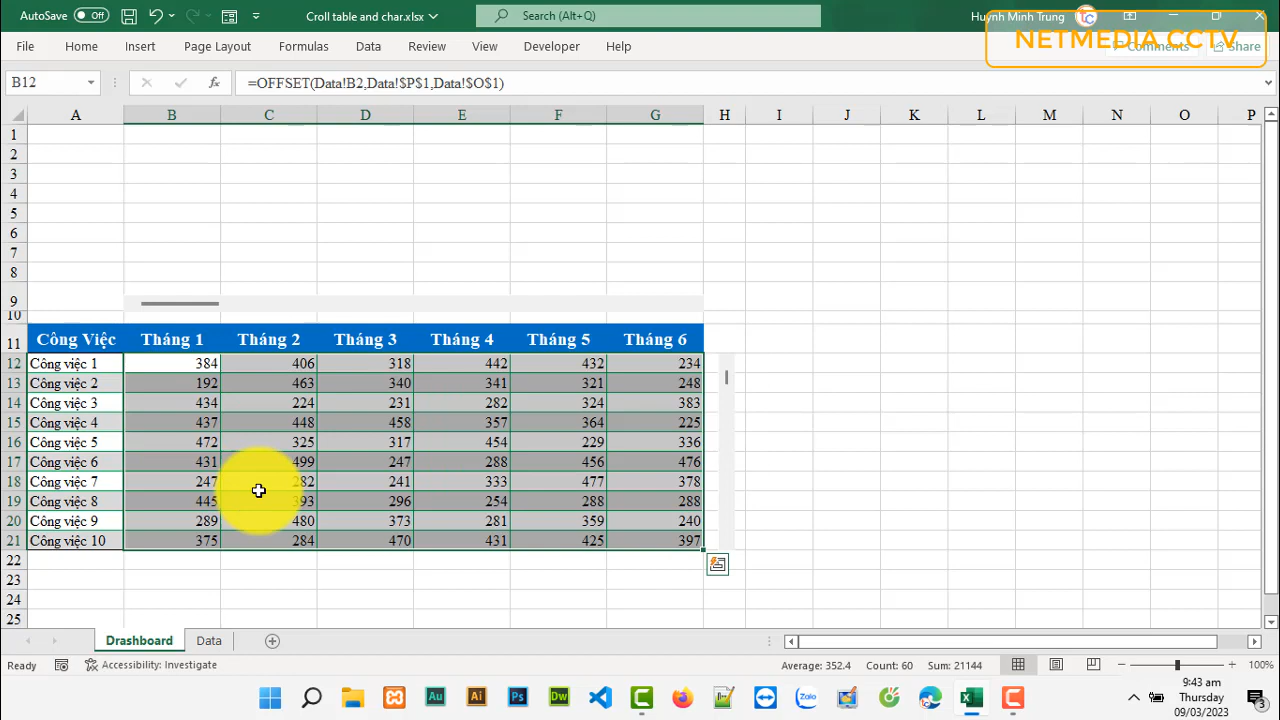 AutoSave Off Croll table and char.xlsx Search (Alt+Q) Huynh Minh Trung
NETMEDIA CCTV
File Home Insert Page Layout Formulas Data Review View Developer Help Comments Share
B12 fx =OFFSET(Data!B2,Data!$P$1,Data!$O$1)
A B C D E F G H I J K L M N O P
1
2
3
4
5
6
7
8
9
10
11 Công Việc Tháng 1 Tháng 2 Tháng 3 Tháng 4 Tháng 5 Tháng 6
12 Công việc 1 384 406 318 442 432 234
13 Công việc 2 192 463 340 341 321 248
14 Công việc 3 434 224 231 282 324 383
15 Công việc 4 437 448 458 357 364 225
16 Công việc 5 472 325 317 454 229 336
17 Công việc 6 431 499 247 288 456 476
18 Công việc 7 247 282 241 333 477 378
19 Công việc 8 445 393 296 254 288 288
20 Công việc 9 289 480 373 281 359 240
21 Công việc 10 375 284 470 431 425 397
22
23
24
25
Drashboard Data
Ready Accessibility: Investigate Average: 352.4 Count: 60 Sum: 21144 100%
Au Ai Ps Dw Zalo
9:43 am
Thursday
09/03/2023 3